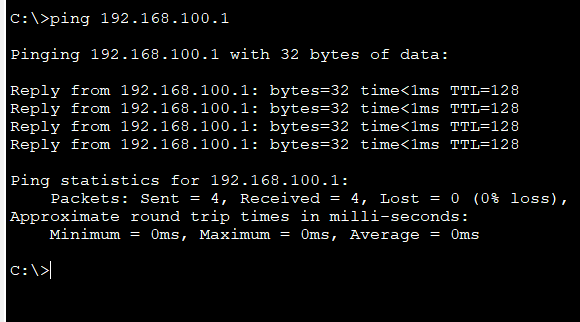 C:\>ping 192.168.100.1
Pinging 192.168.100.1 with 32 bytes of data:
Reply from 192.168.100.1: bytes=32 time<1ms TTL=128
Reply from 192.168.100.1: bytes=32 time<1ms TTL=128
Reply from 192.168.100.1: bytes=32 time<1ms TTL=128
Reply from 192.168.100.1: bytes=32 time<1ms TTL=128
Ping statistics for 192.168.100.1:
    Packets: Sent = 4, Received = 4, Lost = 0 (0% loss),
Approximate round trip times in milli-seconds:
    Minimum = 0ms, Maximum = 0ms, Average = 0ms
C:\>